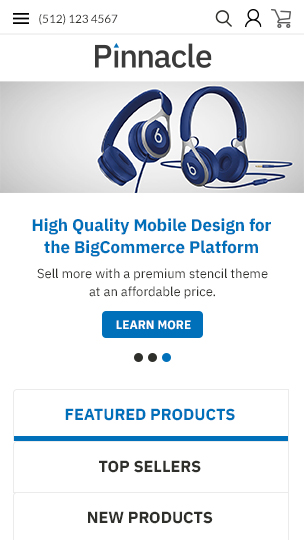 (512) 123 4567
Pinnacle
High Quality Mobile Design for
the BigCommerce Platform
Sell more with a premium stencil theme
at an affordable price.
LEARN MORE
FEATURED PRODUCTS
TOP SELLERS
NEW PRODUCTS